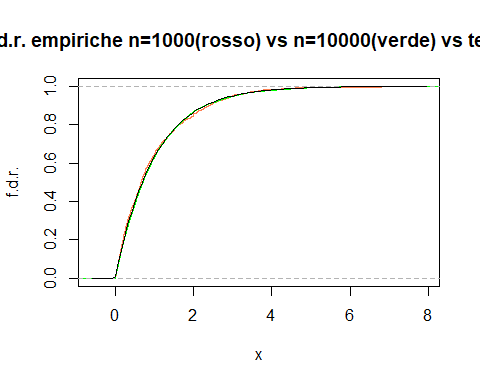 d.r. empiriche n=1000(rosso) vs n=10000(verde) vs te
f.d.r.
1.0
0.8
0.6
0.4
0.2
0.0
0 2 4 6 8
x